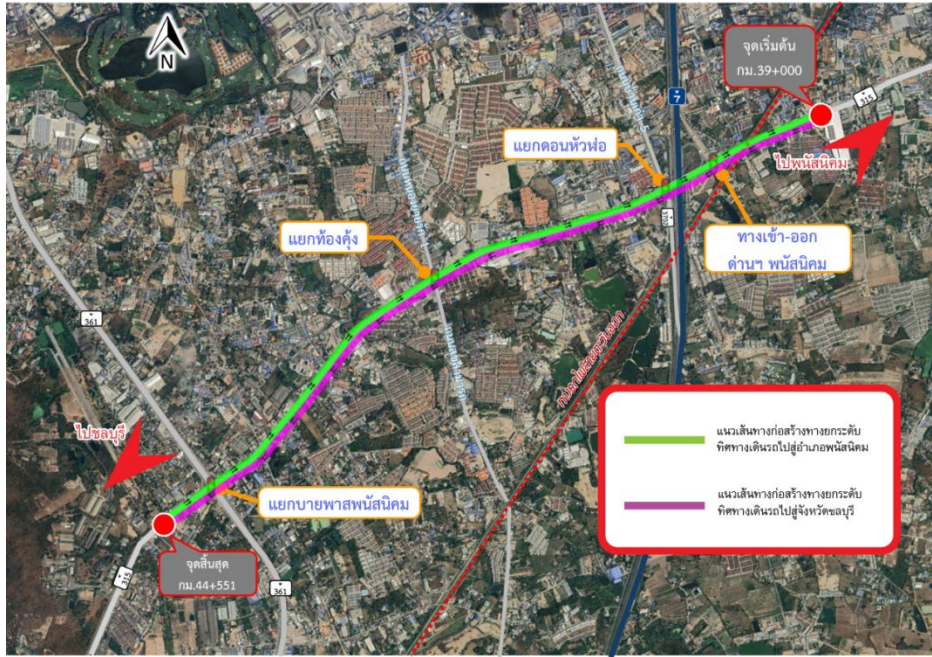 N
จุดเริ่มต้น
กม.39+000
315
7
แยกดอนหัวฬ่อ
ไปพนัสนิคม
ทางเข้า-ออก
ด่านฯ พนัสนิคม
แยกท้องคุ้ง
361
ไปชลบุรี
แนวเส้นทางก่อสร้างทางยกระดับ
ทิศทางเดินรถไปสู่อำเภอพนัสนิคม
แนวเส้นทางก่อสร้างทางยกระดับ
ทิศทางเดินรถไปสู่จังหวัดชลบุรี
แยกบายพาสพนัสนิคม
จุดสิ้นสุด
กม.44+551
315
361